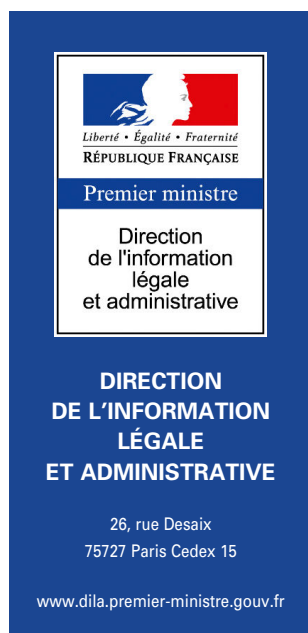 Liberté • Égalité • Fraternité
RÉPUBLIQUE FRANÇAISE
Premier ministre
Direction
de l'information
légale
et administrative
DIRECTION
DE L'INFORMATION
LÉGALE
ET ADMINISTRATIVE
26, rue Desaix
75727 Paris Cedex 15
www.dila.premier-ministre.gouv.fr